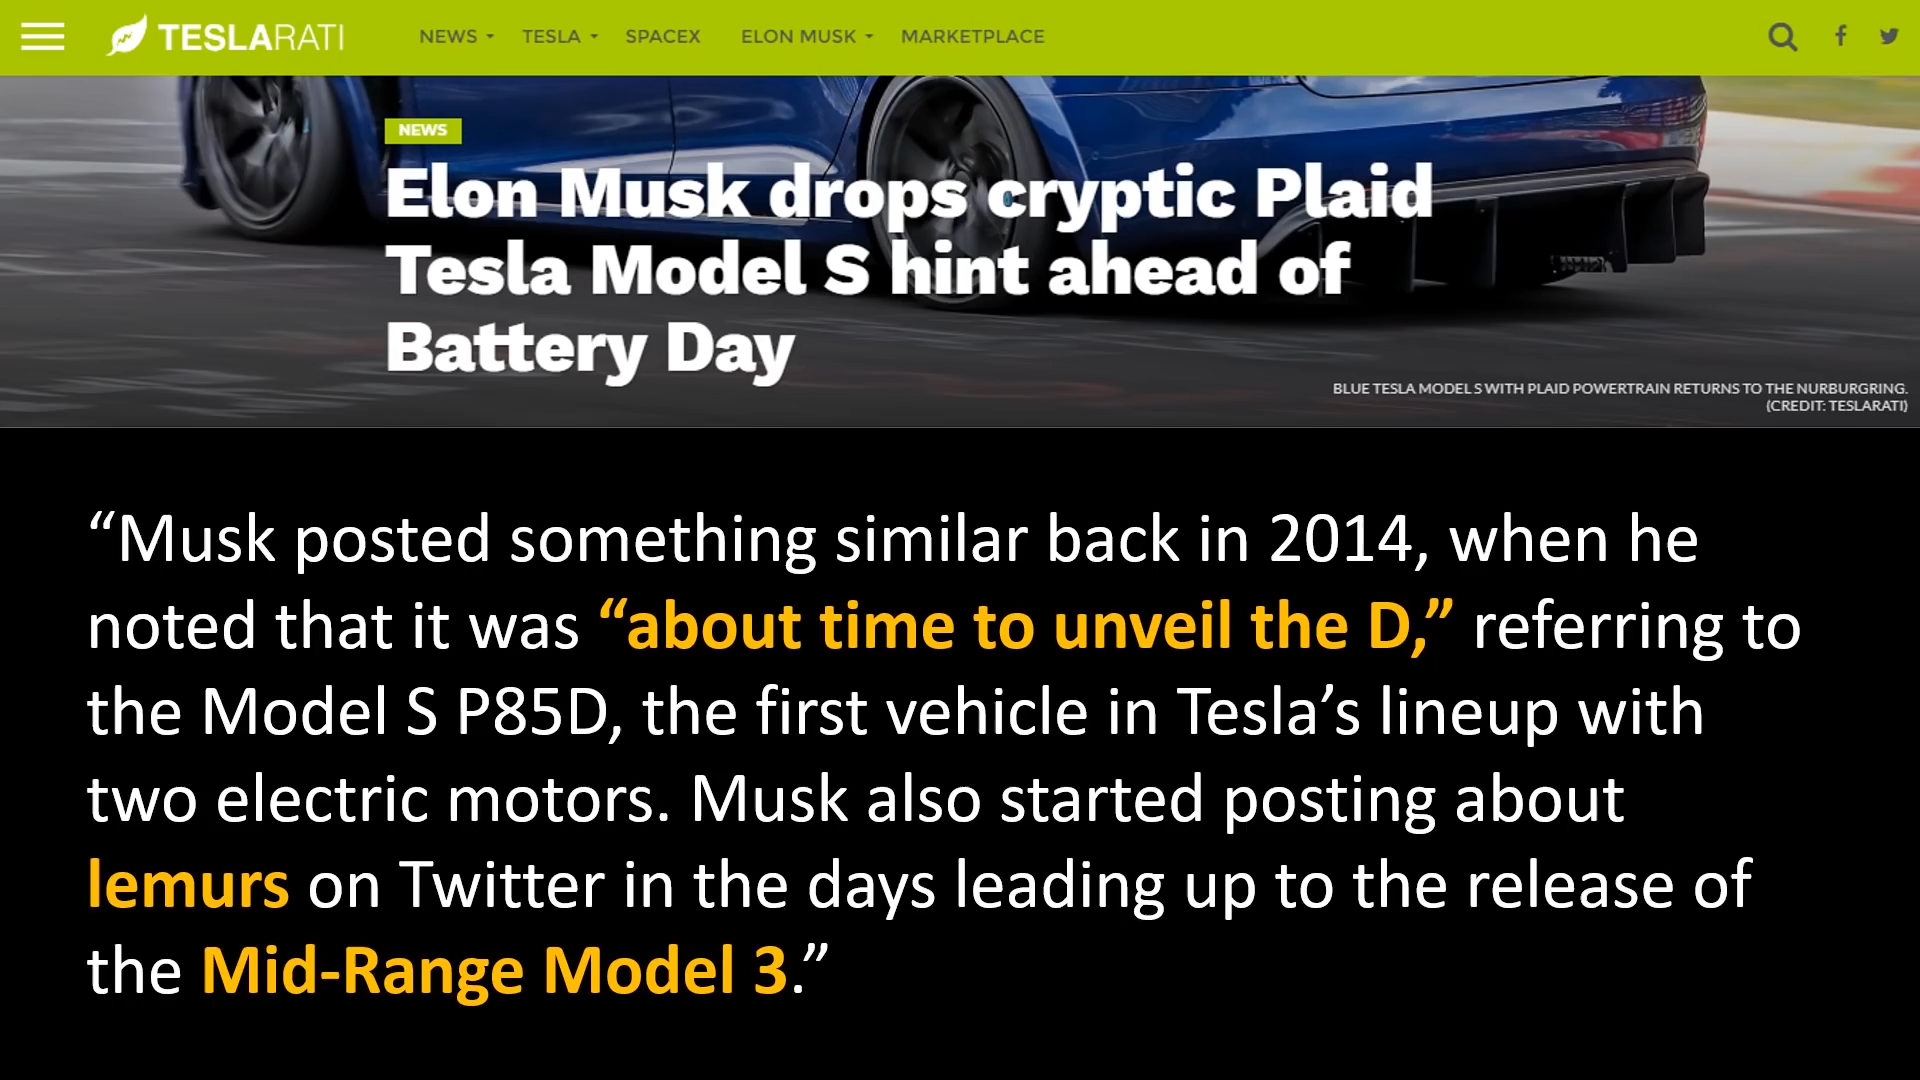 TESLARATI
NEWS TESLA SPACEX ELON MUSK MARKETPLACE
NEWS
Elon Musk drops cryptic Plaid
Tesla Model S hint ahead of
Battery Day
BLUE TESLA MODEL S WITH PLAID POWERTRAIN RETURNS TO THE NURBURGRING.
(CREDIT: TESLARATI)
“Musk posted something similar back in 2014, when he
noted that it was “about time to unveil the D,” referring to
the Model S P85D, the first vehicle in Tesla’s lineup with
two electric motors. Musk also started posting about
lemurs on Twitter in the days leading up to the release of
the Mid-Range Model 3.”